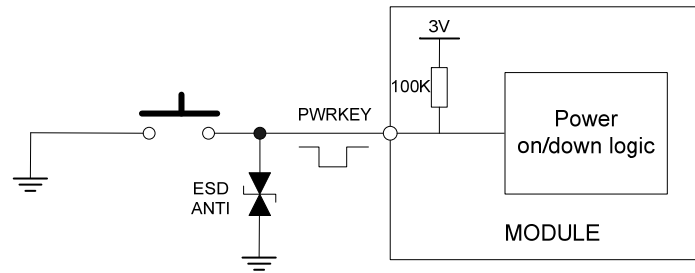 3V
100K
PWRKEY
Power
on/down logic
ESD
ANTI
MODULE